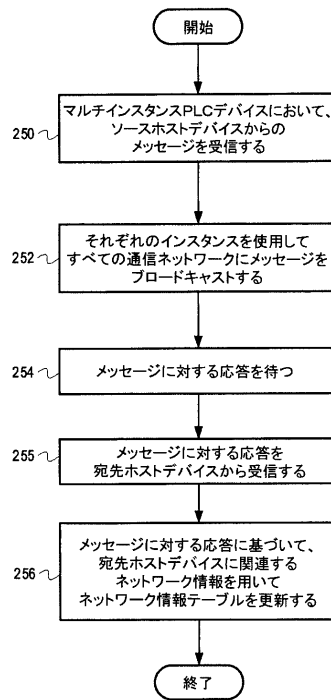 開始
250
マルチインスタンスPLCデバイスにおいて、
ソースホストデバイスからの
メッセージを受信する
252
それぞれのインスタンスを使用して
すべての通信ネットワークにメッセージを
ブロードキャストする
254
メッセージに対する応答を待つ
255
メッセージに対する応答を
宛先ホストデバイスから受信する
256
メッセージに対する応答に基づいて、
宛先ホストデバイスに関連する
ネットワーク情報を用いて
ネットワーク情報テーブルを更新する
終了